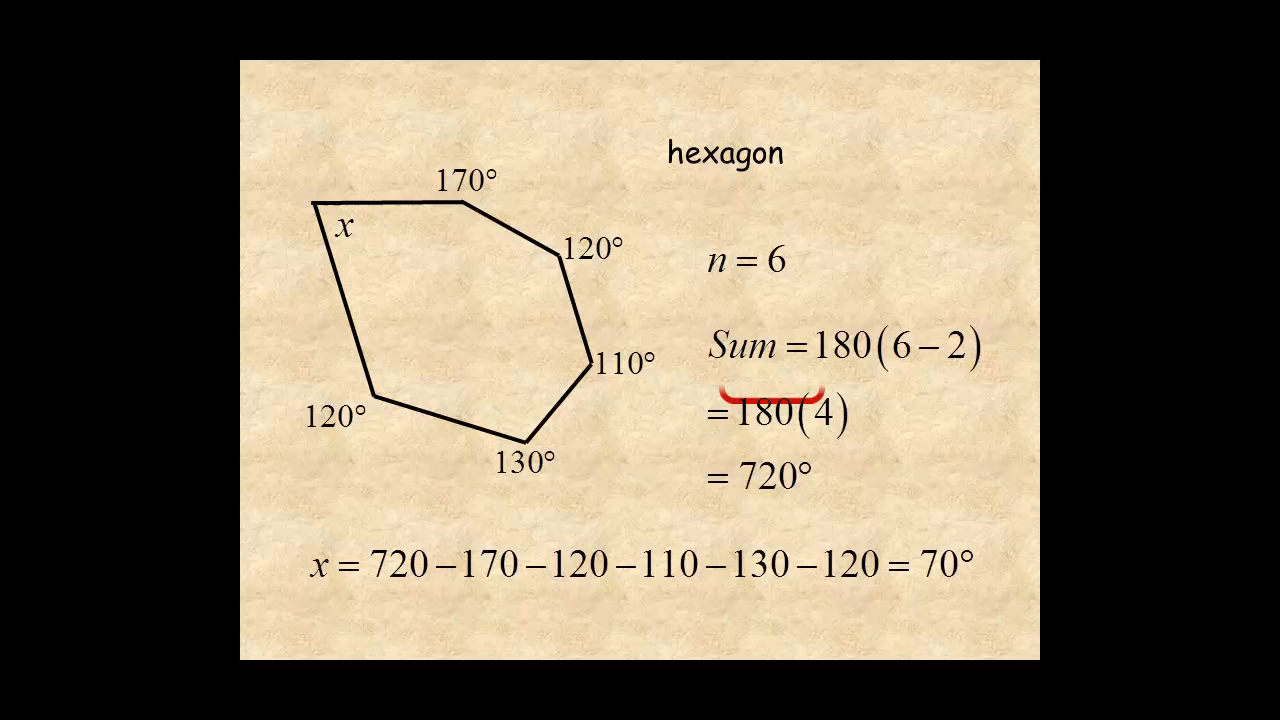 hexagon
170°
x
120°
n = 6
Sum = 180(6 − 2)
110°
= 180(4)
120°
130°
= 720°
x = 720 − 170 − 120 − 110 − 130 − 120 = 70°